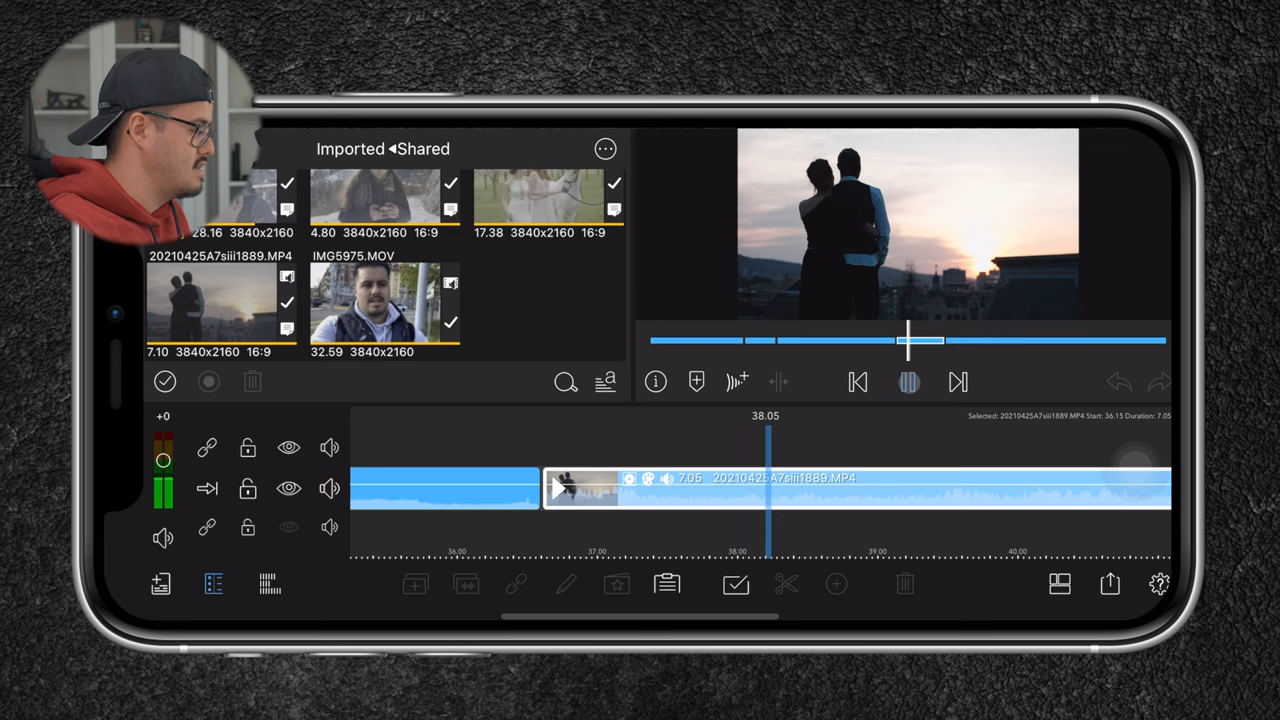 Imported ◀Shared
28.16 3840x2160
4.80 3840x2160 16:9
17.38 3840x2160 16:9
20210425A7siii1889.MP4
IMG5975.MOV
7.10 3840x2160 16:9
32.59 3840x2160
+0
38.05
Selected: 20210425A7siii1889.MP4 Start: 36.15 Duration: 7.05
7.05 20210425A7siii1889.MP4
36.00
37.00
38.00
39.00
40.00